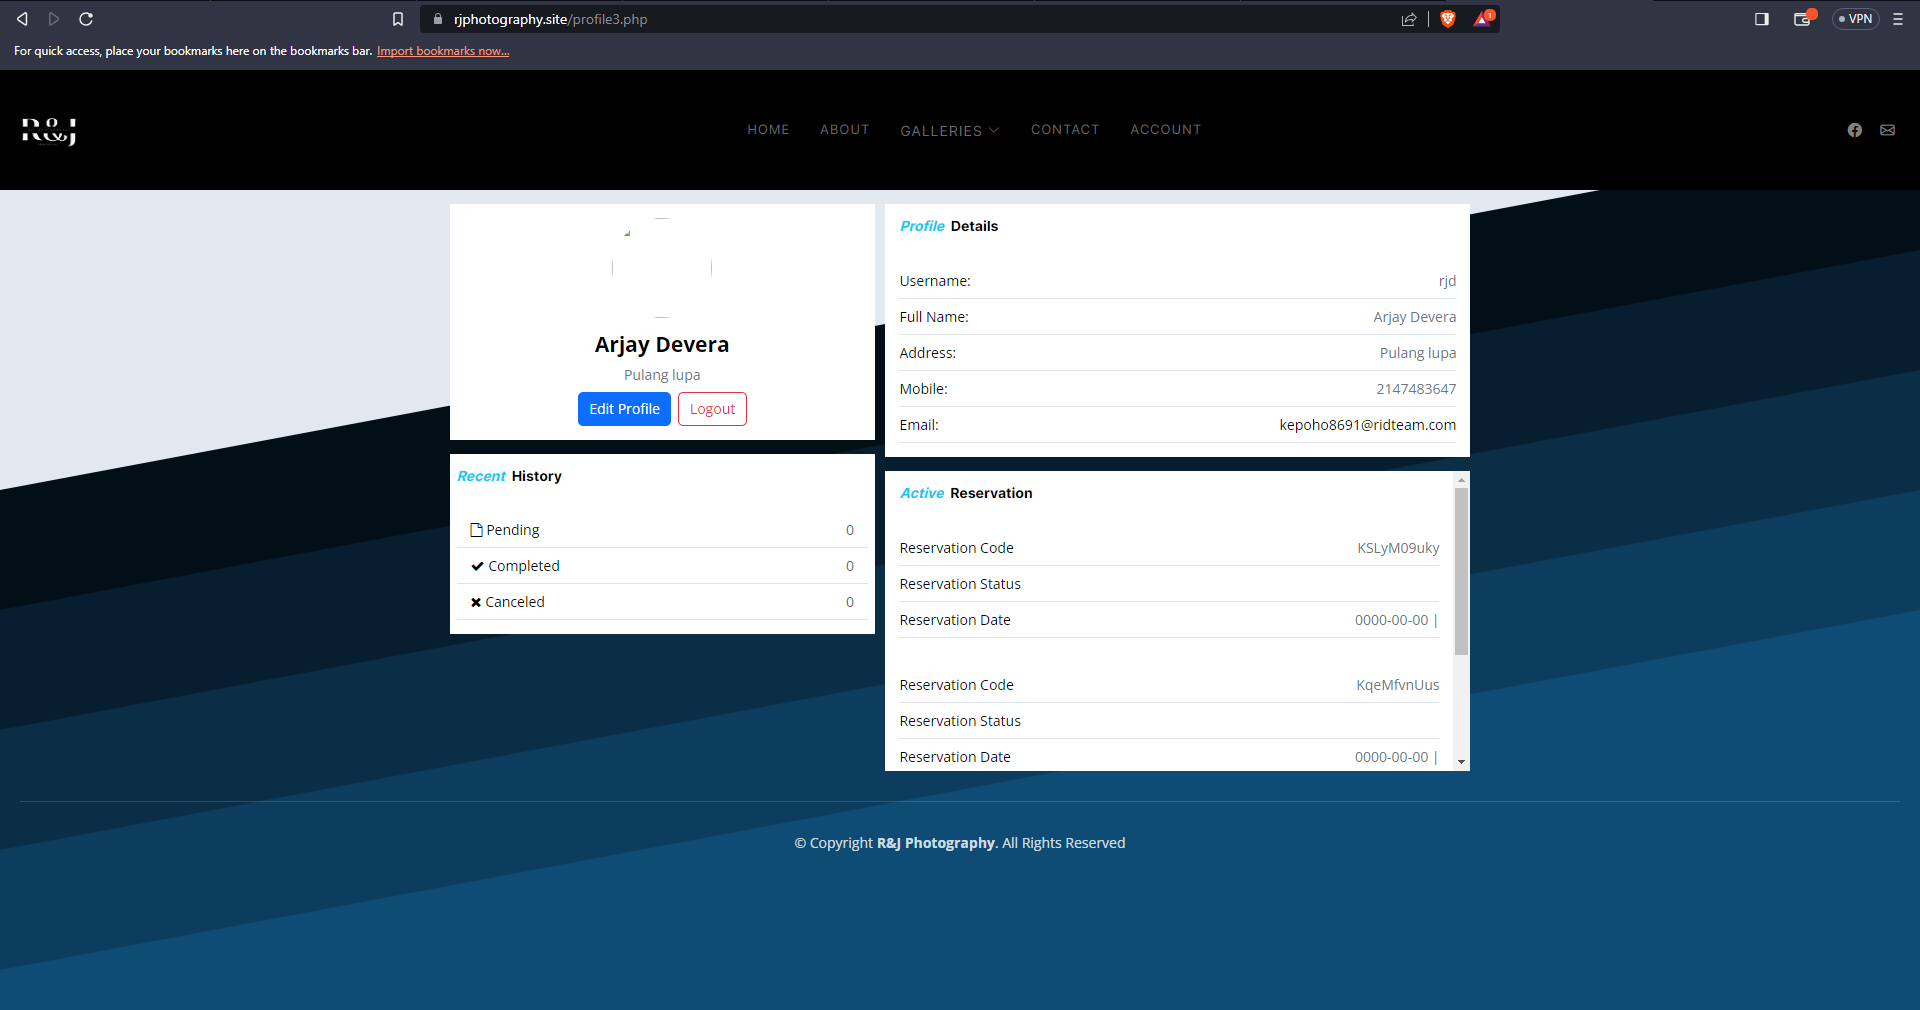 rjphotography.site/profile3.php
1
VPN
For quick access, place your bookmarks here on the bookmarks bar. Import bookmarks now...
R&J
HOME
ABOUT
GALLERIES
CONTACT
ACCOUNT
Arjay Devera
Pulang lupa
Edit Profile
Logout
Recent History
Pending 0
Completed 0
Canceled 0
Profile Details
Username: rjd
Full Name: Arjay Devera
Address: Pulang lupa
Mobile: 2147483647
Email: kepoho8691@ridteam.com
Active Reservation
Reservation Code KSLyM09uky
Reservation Status
Reservation Date 0000-00-00 |
Reservation Code KqeMfvnUus
Reservation Status
Reservation Date 0000-00-00 |
© Copyright R&J Photography. All Rights Reserved